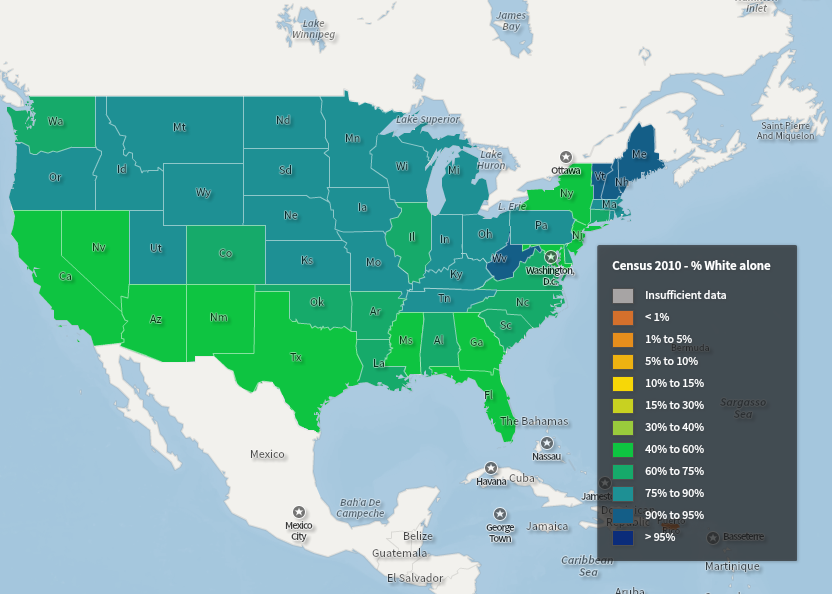 Inlet
James
Bay
Lake
Winnipeg
Wa
Mt
Nd
Mn
Lake Superior
Saint Pierre
And Miquelon
Or
Id
Wy
Sd
Wi
Mi
Lake
Huron
Ottawa
Me
Vt
Nh
Ne
Ia
L. Erie
Ny
Ma
Nv
Ut
Co
Il
In
Oh
Pa
Nj
Ca
Ks
Mo
Ky
Wv
Washington,
D.c.
Az
Nm
Ok
Ar
Tn
Nc
Sc
Tx
La
Ms
Al
Ga
Fl
The Bahamas
Nassau
Mexico
Havana
Cuba
Mexico
City
Bah'a De
Campeche
George
Town
Jamaica
Belize
Guatemala
El Salvador
Caribbean
Sea
Martinique
Aruba
Census 2010 - % White alone
Insufficient data
< 1%
1% to 5%
Bermuda
5% to 10%
10% to 15%
15% to 30%
Sargasso
Sea
30% to 40%
40% to 60%
60% to 75%
75% to 90%
90% to 95%
> 95%
Basseterre